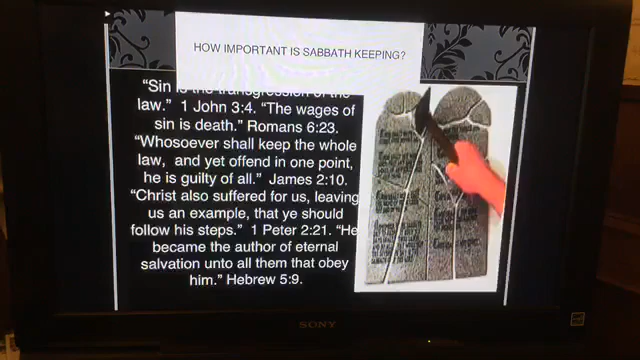 HOW IMPORTANT IS SABBATH KEEPING?
“Sin is the transgression of the
law.” 1 John 3:4. “The wages of
sin is death.” Romans 6:23.
“Whosoever shall keep the whole
law, and yet offend in one point,
he is guilty of all.” James 2:10.
“Christ also suffered for us, leaving
us an example, that ye should
follow his steps.” 1 Peter 2:21. “He
became the author of eternal
salvation unto all them that obey
him.” Hebrew 5:9.
SONY